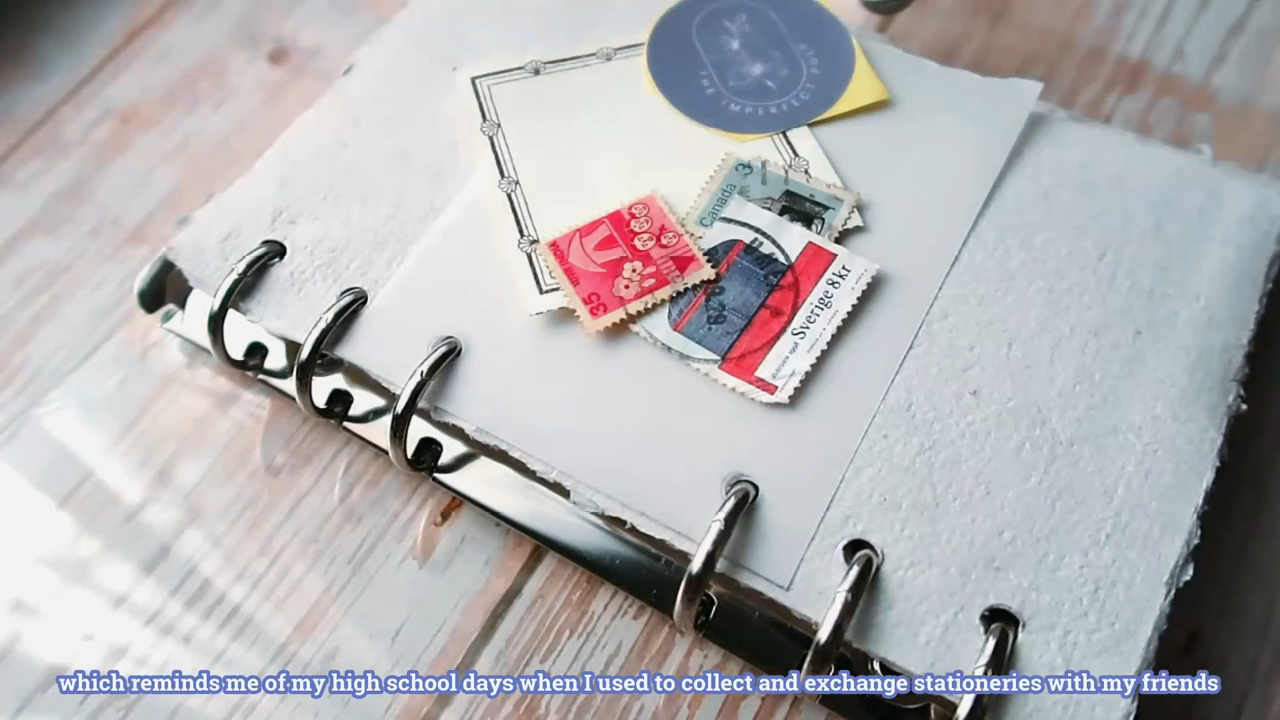 THE IMPERFECT
Canada 3
35
Sverige 8kr
which reminds me of my high school days when I used to collect and exchange stationeries with my friends